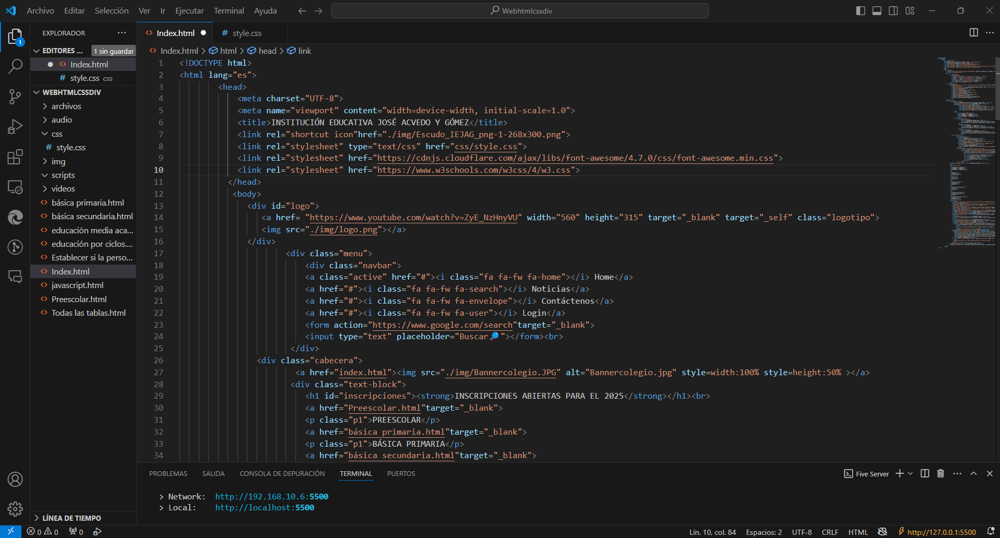 Archivo Editar Selección Ver Ir Ejecutar Terminal Ayuda Webhtmlcssdiv
EXPLORADOR ···
EDITORES ... 1 sin guardar
Index.html
style.css css
WEBHTMLCSSDIV
archivos
audio
css
style.css
img
scripts
videos
básica primaria.html
básica secundaria.html
educación media aca...
educación por ciclos....
Establecer si la perso...
Index.html
javascript.html
Preescolar.html
Todas las tablas.html
LÍNEA DE TIEMPO
1
Index.html style.css
Index.html > html > head > link
1 <!DOCTYPE html>
2 <html lang="es">
3 <head>
4 <meta charset="UTF-8">
5 <meta name="viewport" content="width=device-width, initial-scale=1.0">
6 <title>INSTITUCIÓN EDUCATIVA JOSÉ ACVEDO Y GÓMEZ</title>
7 <link rel="shortcut icon"href="./img/Escudo_IEJAG_png-1-268x300.png">
8 <link rel="stylesheet" type="text/css" href="css/style.css">
9 <link rel="stylesheet" href="https://cdnjs.cloudflare.com/ajax/libs/font-awesome/4.7.0/css/font-awesome.min.css">
10 <link rel="stylesheet" href="https://www.w3schools.com/w3css/4/w3.css">
11 </head>
12 <body>
13 <div id="logo">
14 <a href= "https://www.youtube.com/watch?v=ZyE_NzHnyVU" width="560" height="315" target="_blank" target="_self" class="logotipo">
15 <img src="./img/logo.png"></a>
16 </div>
17 <div class="menu">
18 <div class="navbar">
19 <a class="active" href="#"><i class="fa fa-fw fa-home"></i> Home</a>
20 <a href="#"><i class="fa fa-fw fa-search"></i> Noticias</a>
21 <a href="#"><i class="fa fa-fw fa-envelope"></i> Contáctenos</a>
22 <a href="#"><i class="fa fa-fw fa-user"></i> Login</a>
23 <form action="https://www.google.com/search"target="_blank">
24 <input type="text" placeholder="Buscar🔎"></form><br>
25 </div>
26 <div class="cabecera">
27 <a href="index.html"><img src="./img/Bannercolegio.JPG" alt="Bannercolegio.jpg" style=width:100% style=height:50% ></a>
28 <div class="text-block">
29 <h1 id="inscripciones"><strong>INSCRIPCIONES ABIERTAS PARA EL 2025</strong></h1><br>
30 <a href="Preescolar.html"target="_blank">
31 <p class="p1">PREESCOLAR</p>
32 <a href="básica primaria.html"target="_blank">
33 <p class="p1">BÁSICA PRIMARIA</p>
34 <a href="básica secundaria.html"target="_blank">
PROBLEMAS SALIDA CONSOLA DE DEPURACIÓN TERMINAL PUERTOS Five Server
> Network: http://192.168.10.6:5500
> Local: http://localhost:5500
0 0 0 Lín. 10, col. 84 Espacios: 2 UTF-8 CRLF HTML http://127.0.0.1:5500